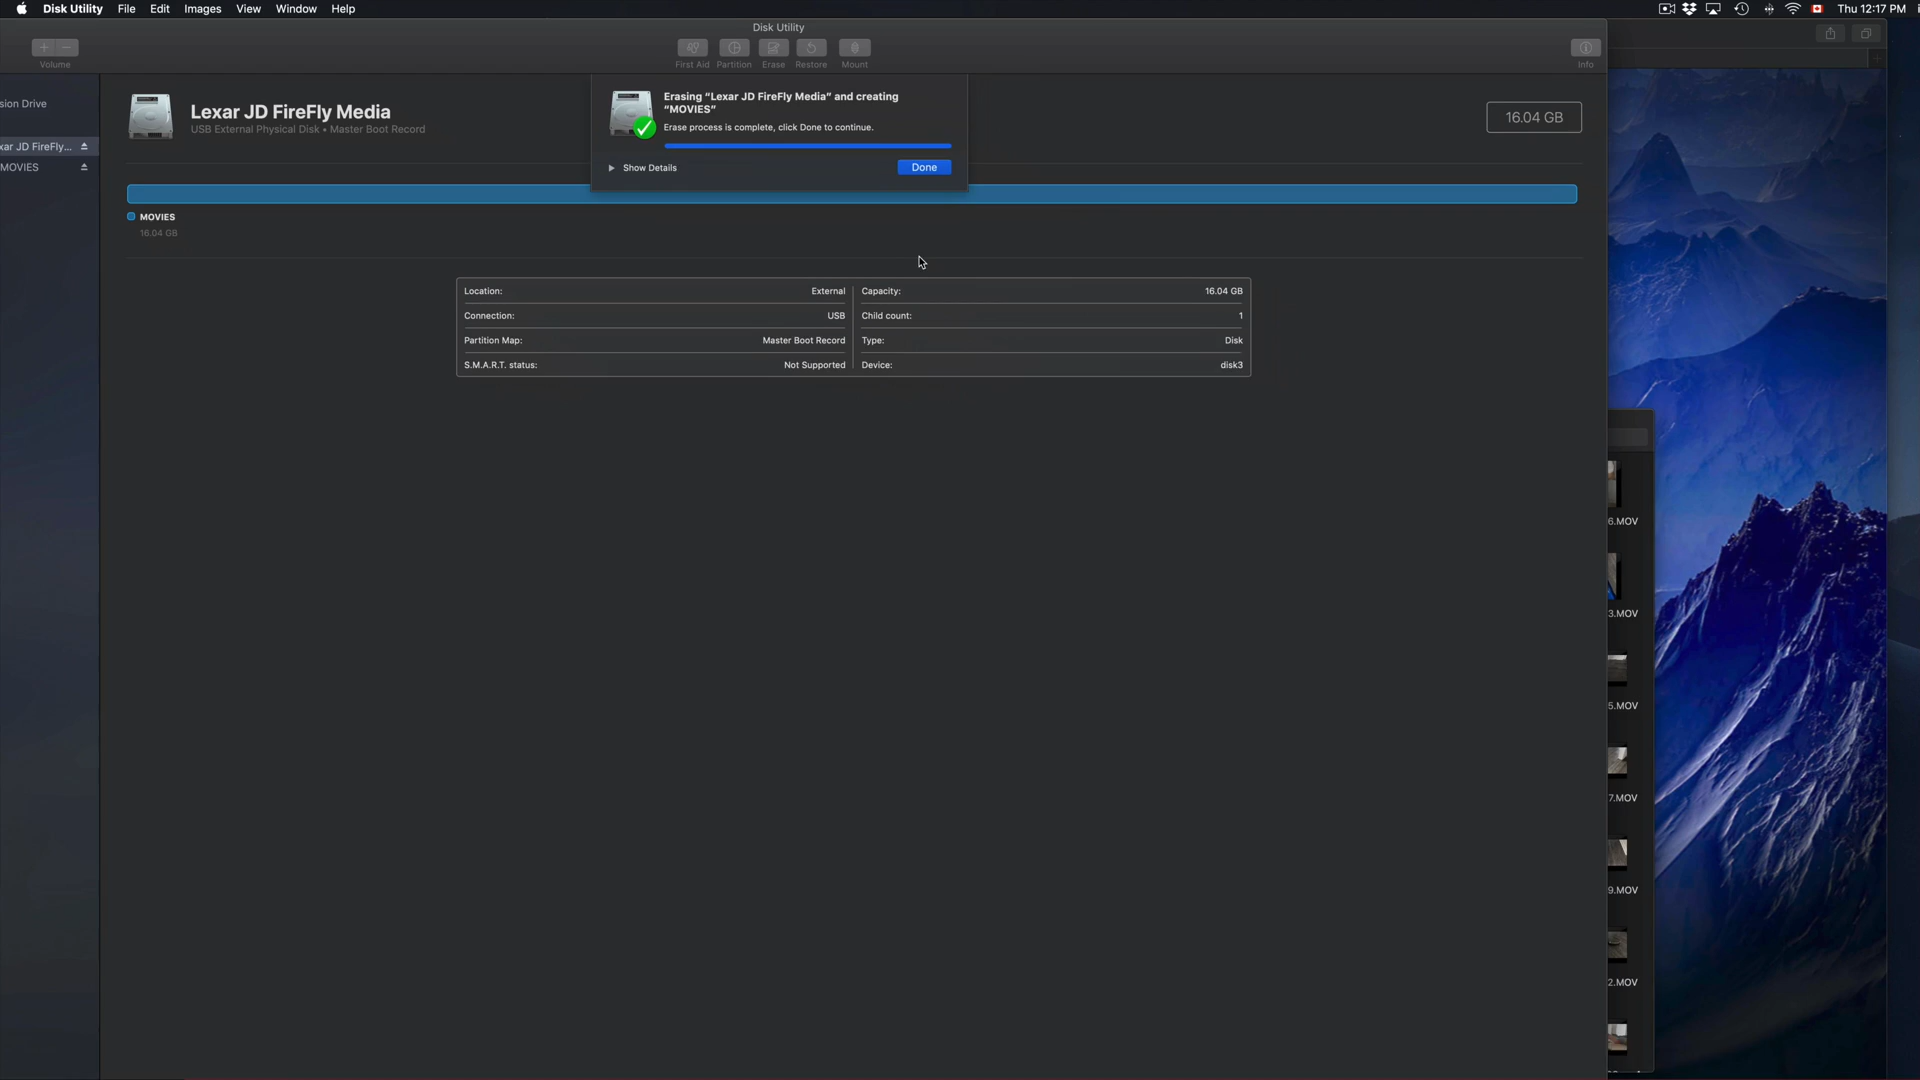 Disk Utility File Edit Images View Window Help Thu 12:17 PM
Disk Utility
Volume First Aid Partition Erase Restore Mount Info
sion Drive
xar JD FireFly...
MOVIES
Lexar JD FireFly Media
USB External Physical Disk • Master Boot Record
16.04 GB
Erasing “Lexar JD FireFly Media” and creating
“MOVIES”
Erase process is complete, click Done to continue.
Show Details
Done
MOVIES
16.04 GB
Location: External
Capacity: 16.04 GB
Connection: USB
Child count: 1
Partition Map: Master Boot Record
Type: Disk
S.M.A.R.T. status: Not Supported
Device: disk3
6.MOV
3.MOV
5.MOV
7.MOV
9.MOV
2.MOV